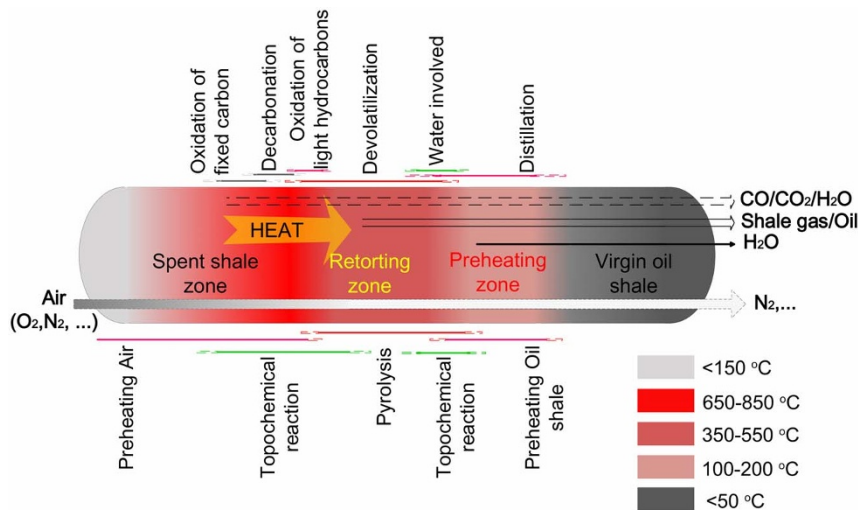 Oxidation of
fixed carbon
Decarbonation
Oxidation of
light hydrocarbons
Devolatilization
Water involved
Distillation
CO/CO₂/H₂O
Shale gas/Oil
H₂O
HEAT
Spent shale
zone
Retorting
zone
Preheating
zone
Virgin oil
shale
Air
(O₂,N₂, ...)
N₂,...
Preheating Air
Topochemical
reaction
Pyrolysis
Topochemical
reaction
Preheating Oil
shale
<150 °C
650-850 °C
350-550 °C
100-200 °C
<50 °C